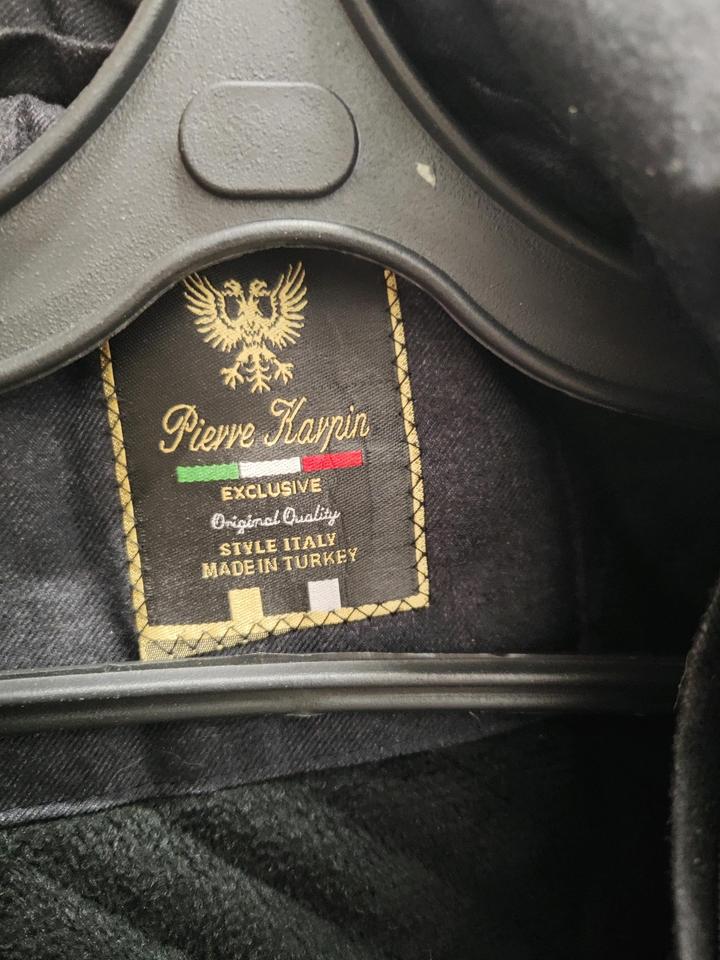 Pierre Karpin
EXCLUSIVE
Original Quality
STYLE ITALY
MADE IN TURKEY